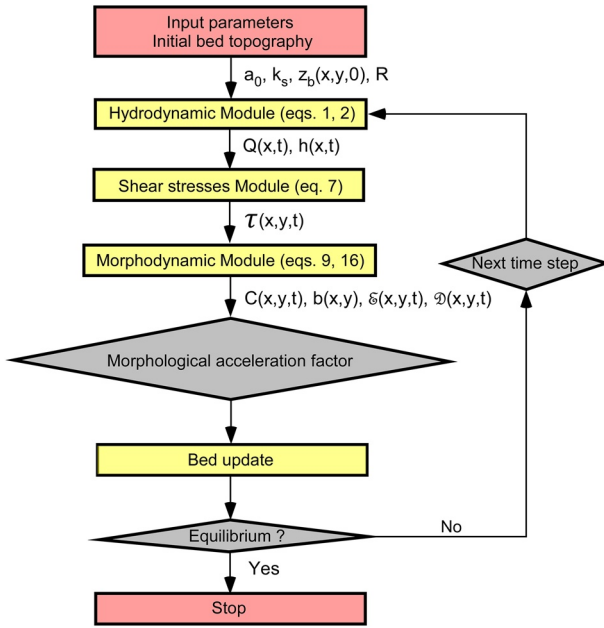 Input parameters
Initial bed topography
a₀, kₛ, z_b(x,y,0), R
Hydrodynamic Module (eqs. 1, 2)
Q(x,t), h(x,t)
Shear stresses Module (eq. 7)
τ(x,y,t)
Morphodynamic Module (eqs. 9, 16)
Next time step
C(x,y,t), b(x,y), ℰ(x,y,t), 𝒟(x,y,t)
Morphological acceleration factor
Bed update
Equilibrium ?
No
Yes
Stop